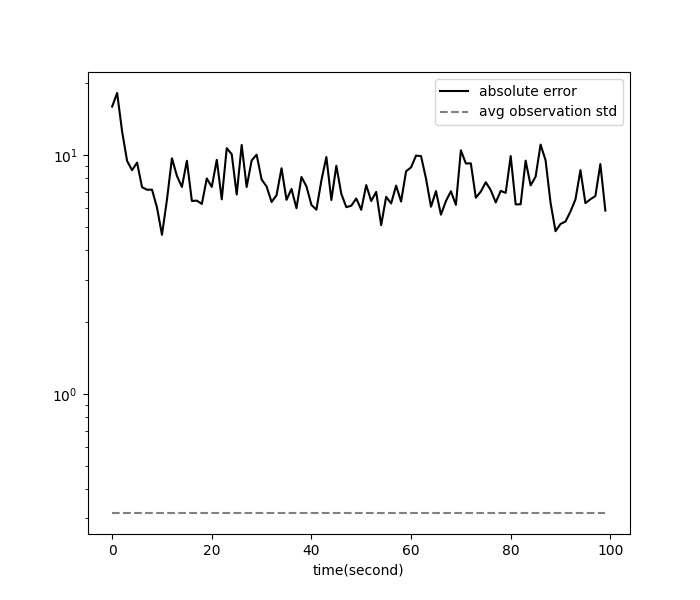 absolute error
avg observation std
10¹
10⁰
0 20 40 60 80 100
time(second)